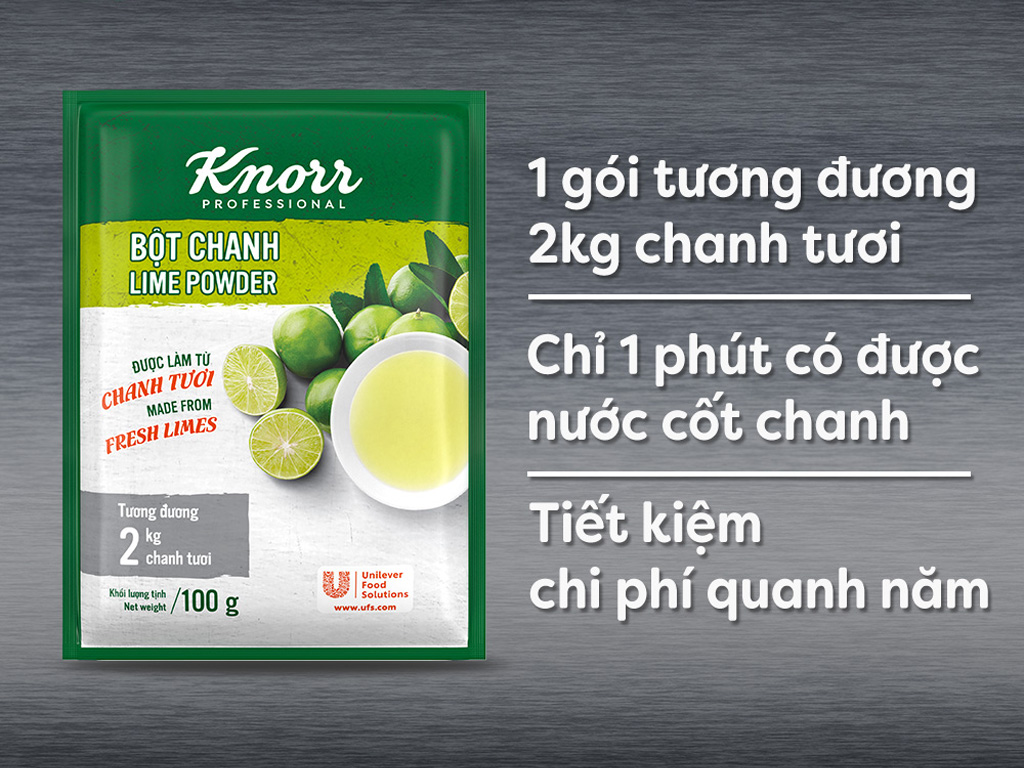 Knorr
PROFESSIONAL
BỘT CHANH
LIME POWDER
ĐƯỢC LÀM TỪ
CHANH TƯƠI
MADE FROM
FRESH LIMES
Tương đương
2 kg
chanh tươi
Khối lượng tịnh
Net weight /100 g
Unilever
Food
Solutions
www.ufs.com
1 gói tương đương
2kg chanh tươi
Chỉ 1 phút có được
nước cốt chanh
Tiết kiệm
chi phí quanh năm